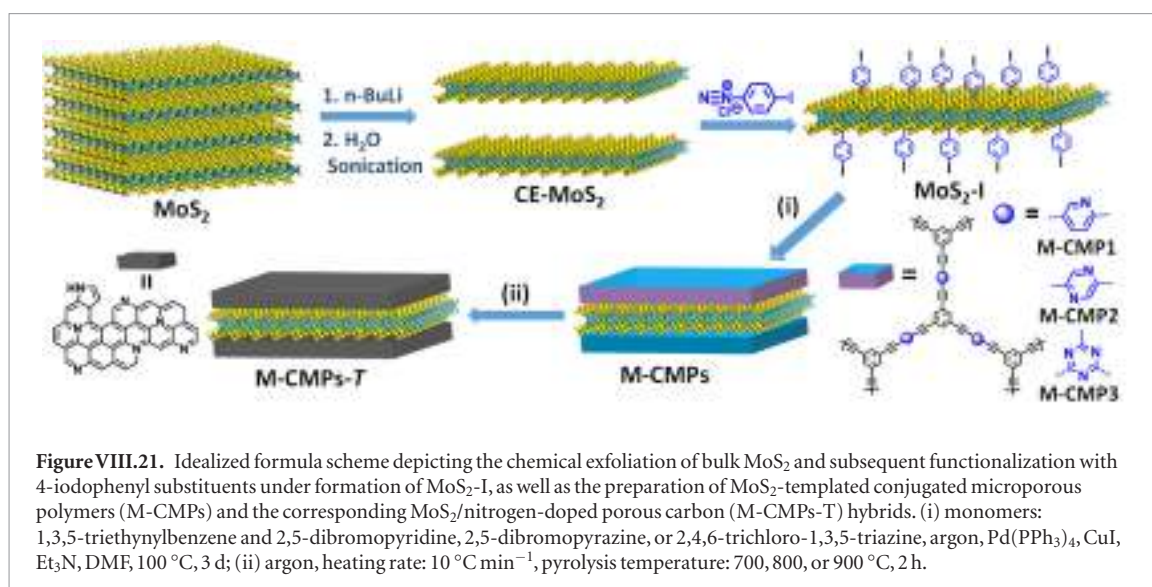 1. n-BuLi
2. H₂O
Sonication
MoS₂
CE-MoS₂
N≡N
Cl
I
MoS₂-I
(i)
= 
M-CMP1
M-CMP2
M-CMP3
N
HN
=
(ii)
M-CMPs-T
M-CMPs
Figure VIII.21. Idealized formula scheme depicting the chemical exfoliation of bulk MoS₂ and subsequent functionalization with
4-iodophenyl substituents under formation of MoS₂-I, as well as the preparation of MoS₂-templated conjugated microporous
polymers (M-CMPs) and the corresponding MoS₂/nitrogen-doped porous carbon (M-CMPs-T) hybrids. (i) monomers:
1,3,5-triethynylbenzene and 2,5-dibromopyridine, 2,5-dibromopyrazine, or 2,4,6-trichloro-1,3,5-triazine, argon, Pd(PPh₃)₄, CuI,
Et₃N, DMF, 100 °C, 3 d; (ii) argon, heating rate: 10 °C min⁻¹, pyrolysis temperature: 700, 800, or 900 °C, 2 h.